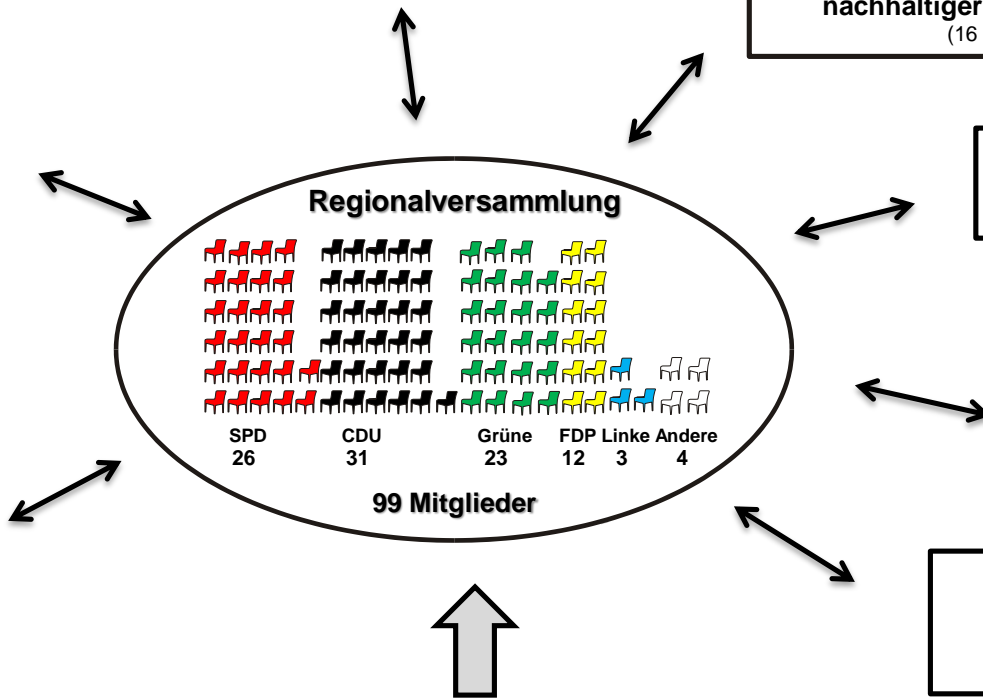 nachhaltiger
(16
Regionalversammlung
SPD CDU Grüne FDP Linke Andere
26 31 23 12 3 4
99 Mitglieder